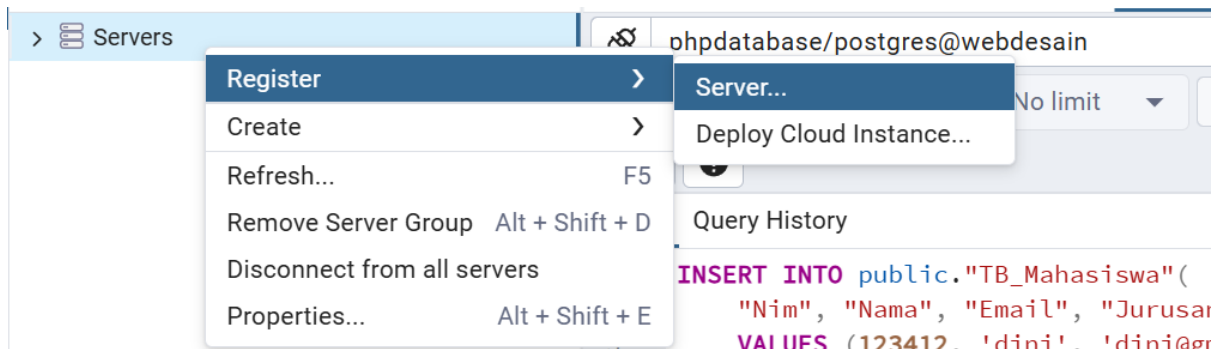 Servers
phpdatabase/postgres@webdesain
Register
Server...
No limit
Create
Deploy Cloud Instance...
Refresh... F5
Remove Server Group Alt + Shift + D
Query History
Disconnect from all servers
INSERT INTO public."TB_Mahasiswa"(
Properties... Alt + Shift + E
"Nim", "Nama", "Email", "Jurusan
VALUES (123412, 'dini', 'dini@gm